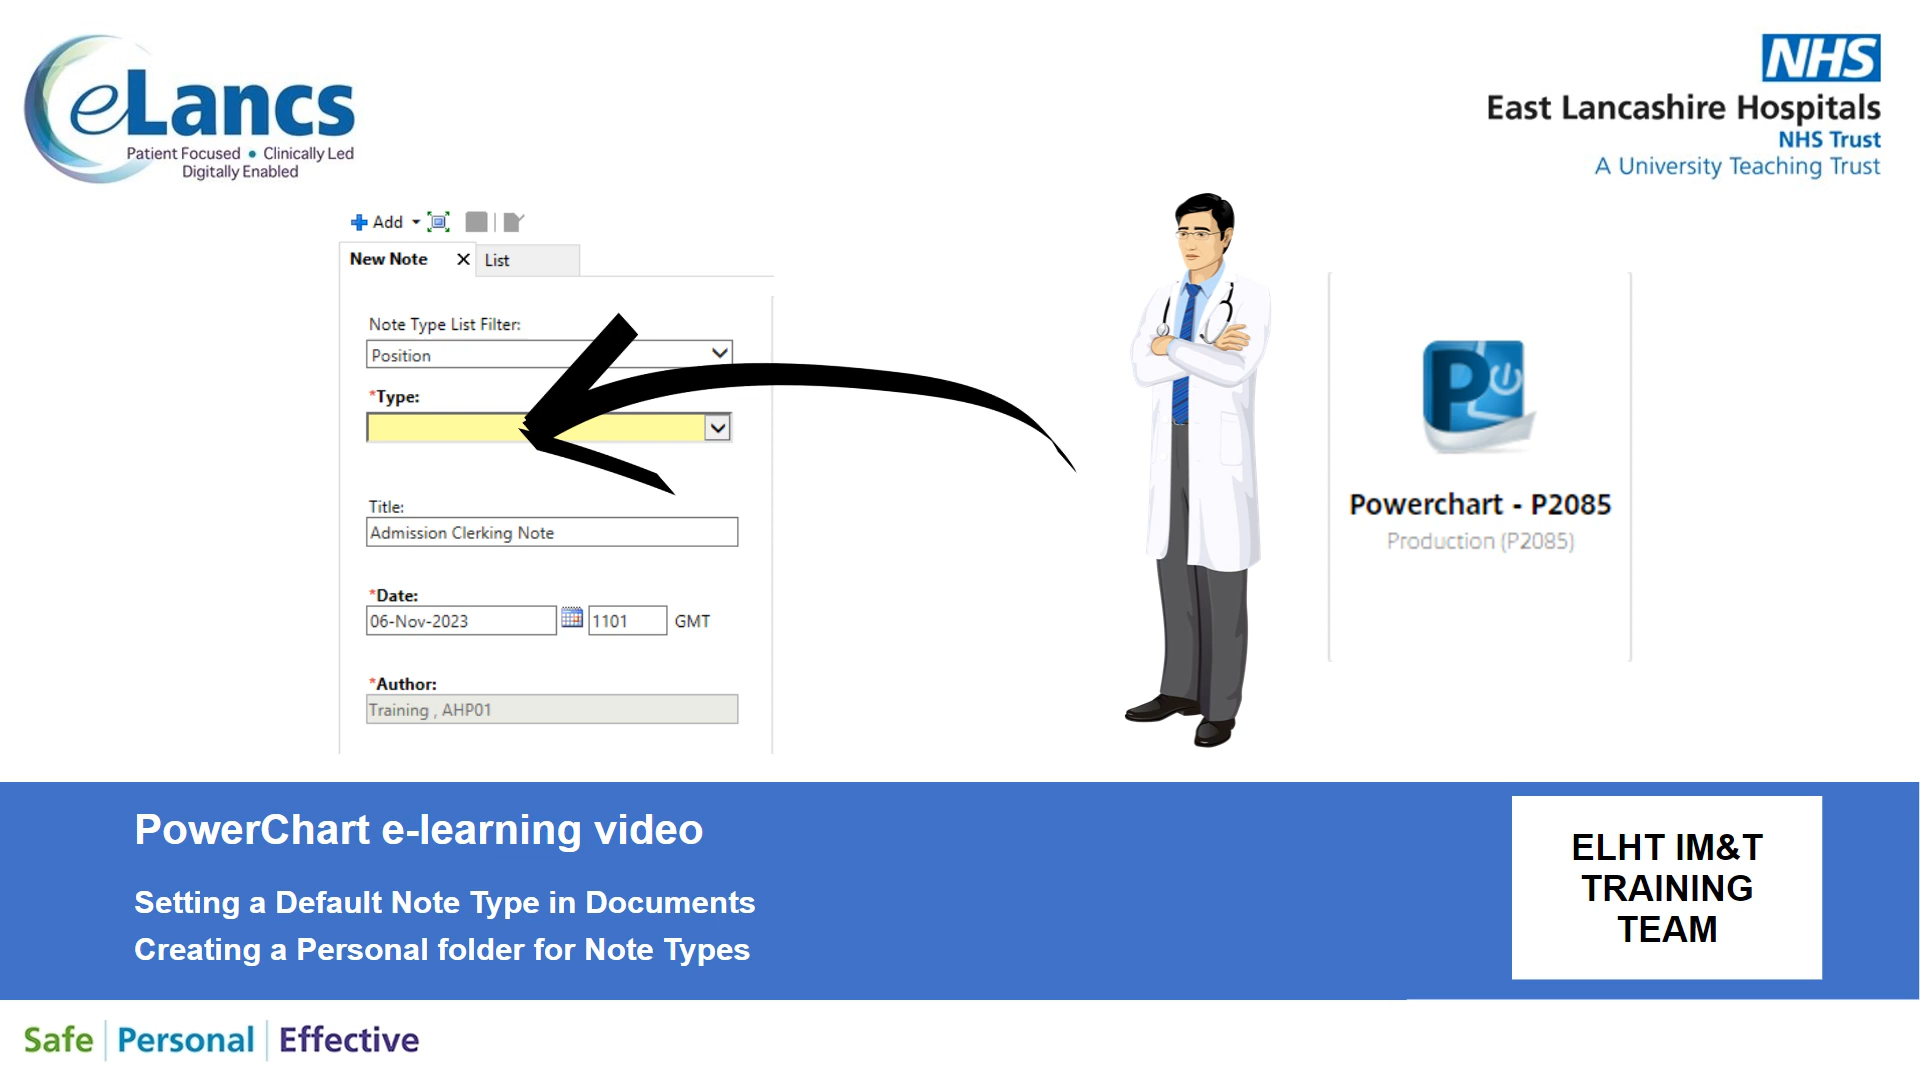 eLancs
Patient Focused • Clinically Led
Digitally Enabled
NHS
East Lancashire Hospitals
NHS Trust
A University Teaching Trust
Add
New Note
List
Note Type List Filter:
Position
*Type:
Title:
Admission Clerking Note
*Date:
06-Nov-2023 1101 GMT
*Author:
Training , AHP01
P
Powerchart - P2085
Production (P2085)
PowerChart e-learning video
Setting a Default Note Type in Documents
Creating a Personal folder for Note Types
ELHT IM&T
TRAINING
TEAM
Safe | Personal | Effective